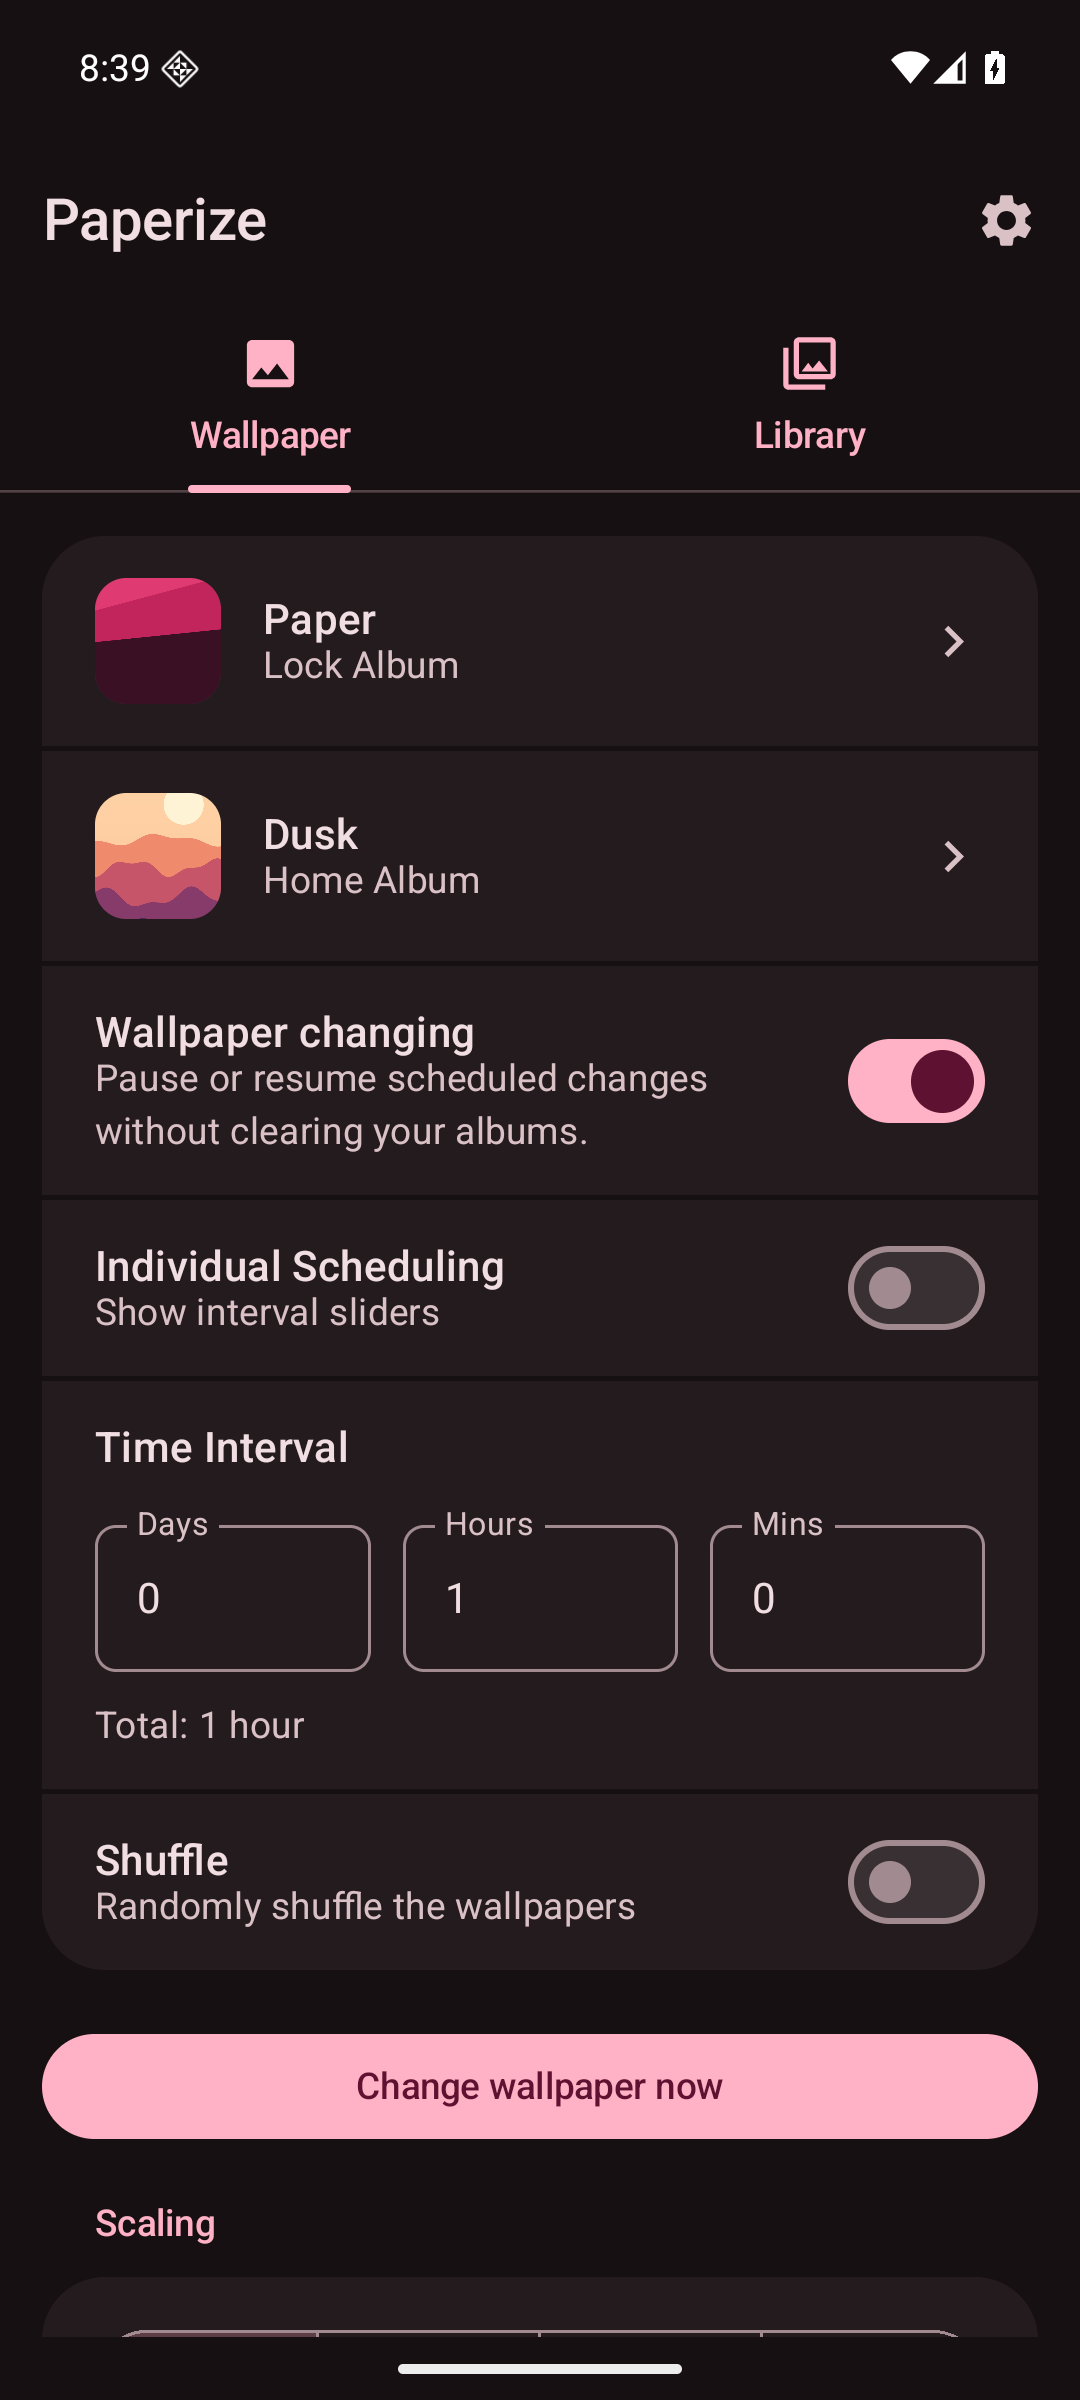 8:39
Paperize
Wallpaper
Library
Paper
Lock Album
Dusk
Home Album
Wallpaper changing
Pause or resume scheduled changes
without clearing your albums.
Individual Scheduling
Show interval sliders
Time Interval
Days
Hours
Mins
0
1
0
Total: 1 hour
Shuffle
Randomly shuffle the wallpapers
Change wallpaper now
Scaling